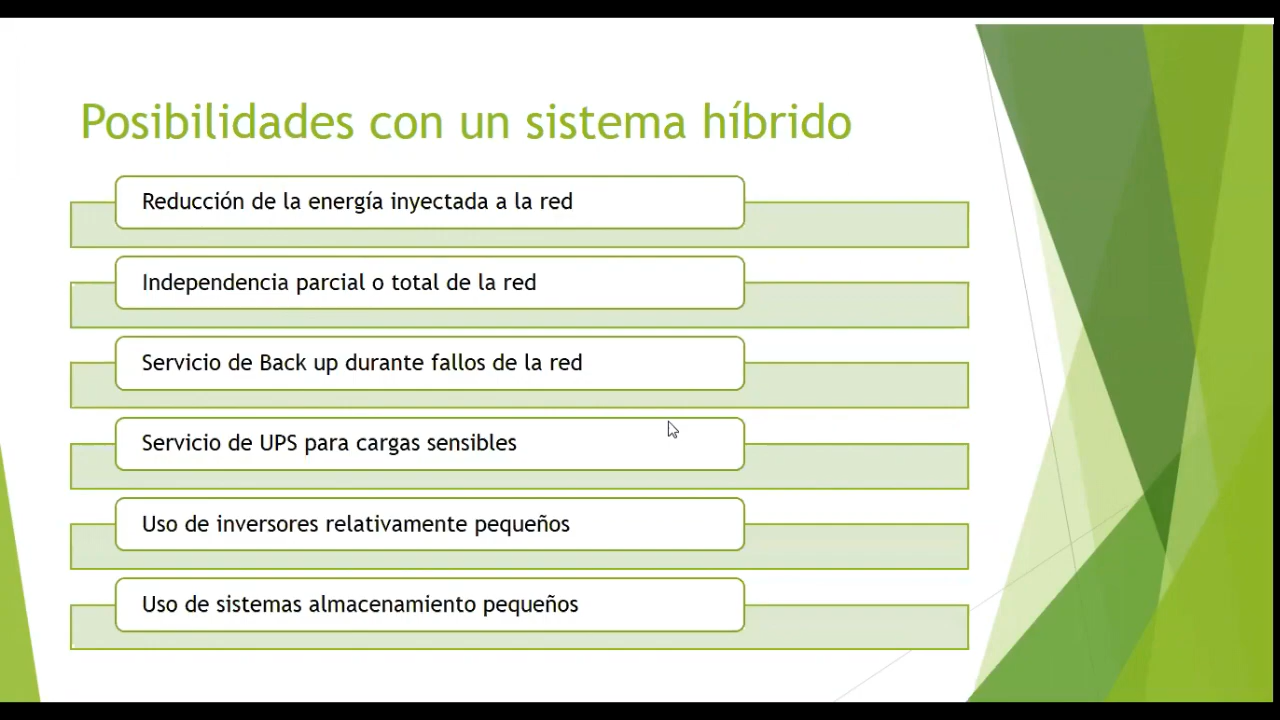 Posibilidades con un sistema híbrido
Reducción de la energía inyectada a la red
Independencia parcial o total de la red
Servicio de Back up durante fallos de la red
Servicio de UPS para cargas sensibles
Uso de inversores relativamente pequeños
Uso de sistemas almacenamiento pequeños